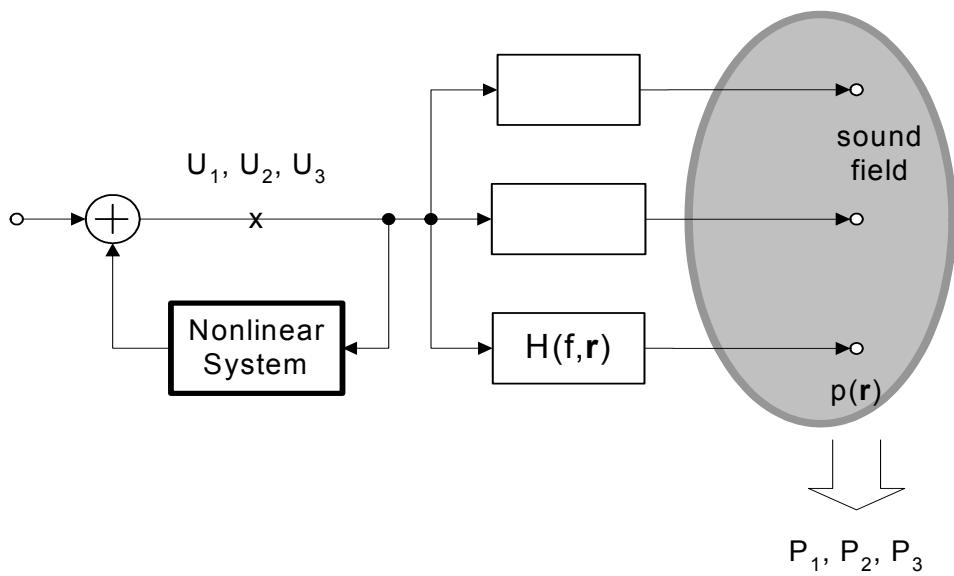 sound
field
U₁, U₂, U₃
x
Nonlinear
System
H(f,r)
p(r)
P₁, P₂, P₃